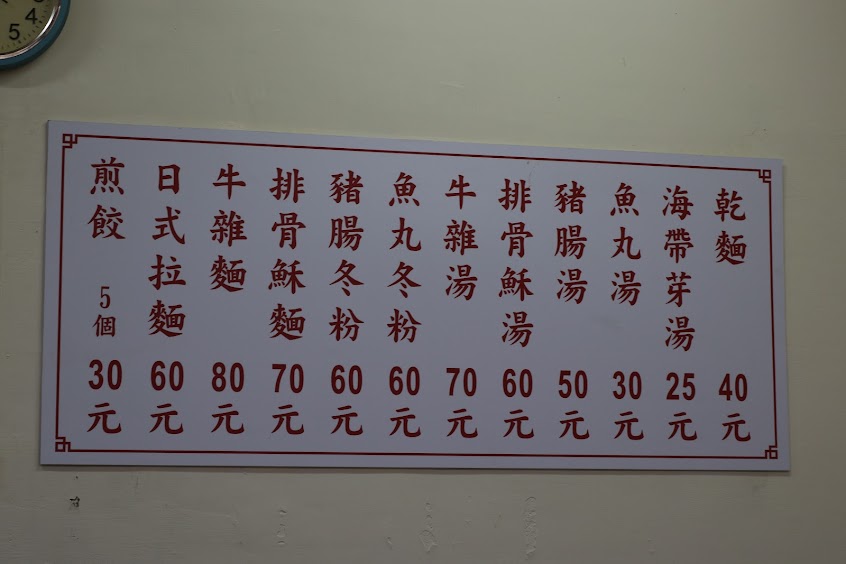 乾麵 40元
海帶芽湯 25元
魚丸湯 30元
豬腸湯 50元
排骨酥湯 60元
牛雜湯 70元
魚丸冬粉 60元
豬腸冬粉 60元
排骨酥麵 70元
牛雜麵 80元
日式拉麵 60元
煎餃 5個 30元
4
5